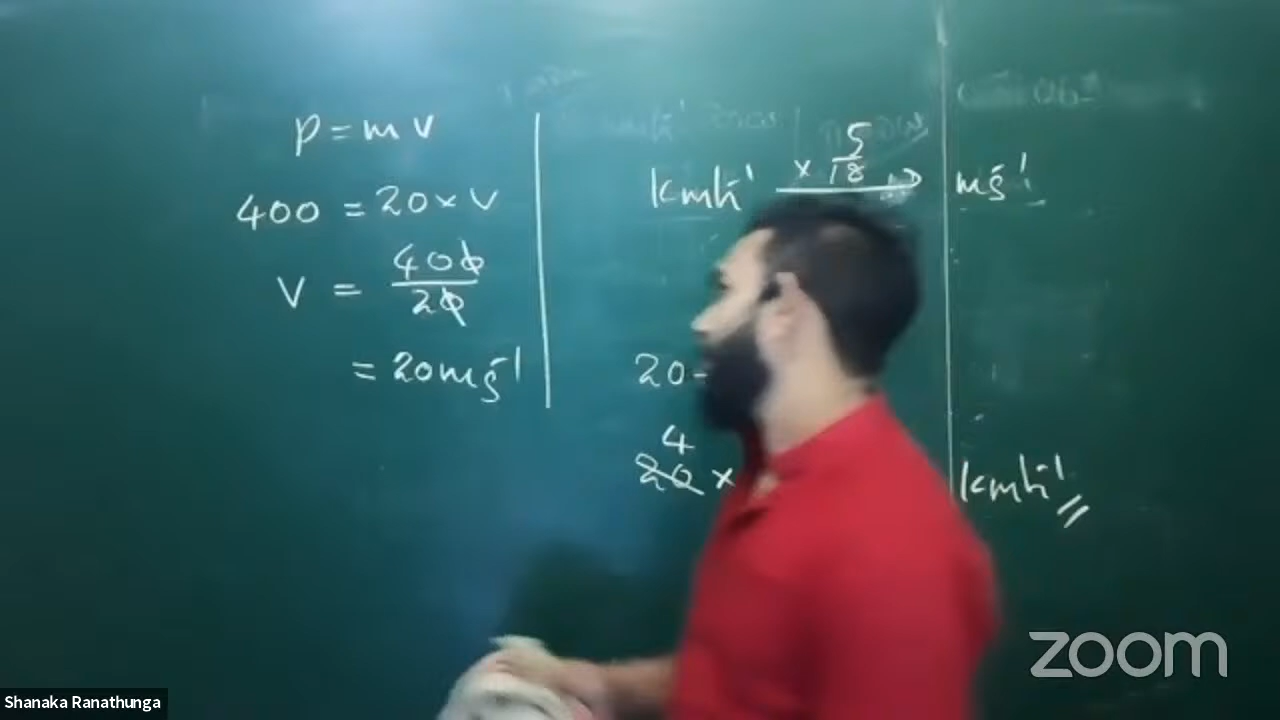 p = mv
400 = 20 × v
v = 400/20
= 20 ms⁻¹
kmh⁻¹ × 5/18 → ms⁻¹
20
4
20 × kmh⁻¹
zoom
Shanaka Ranathunga